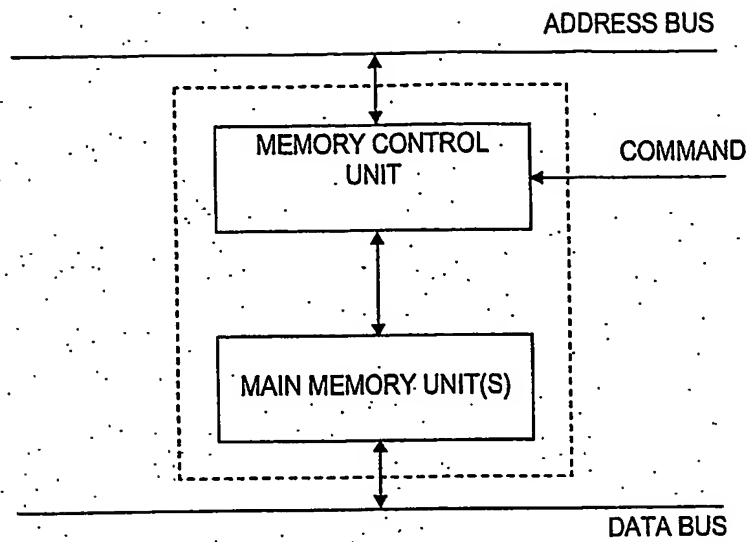 ADDRESS BUS
MEMORY CONTROL
UNIT
COMMAND
MAIN MEMORY UNIT(S)
DATA BUS